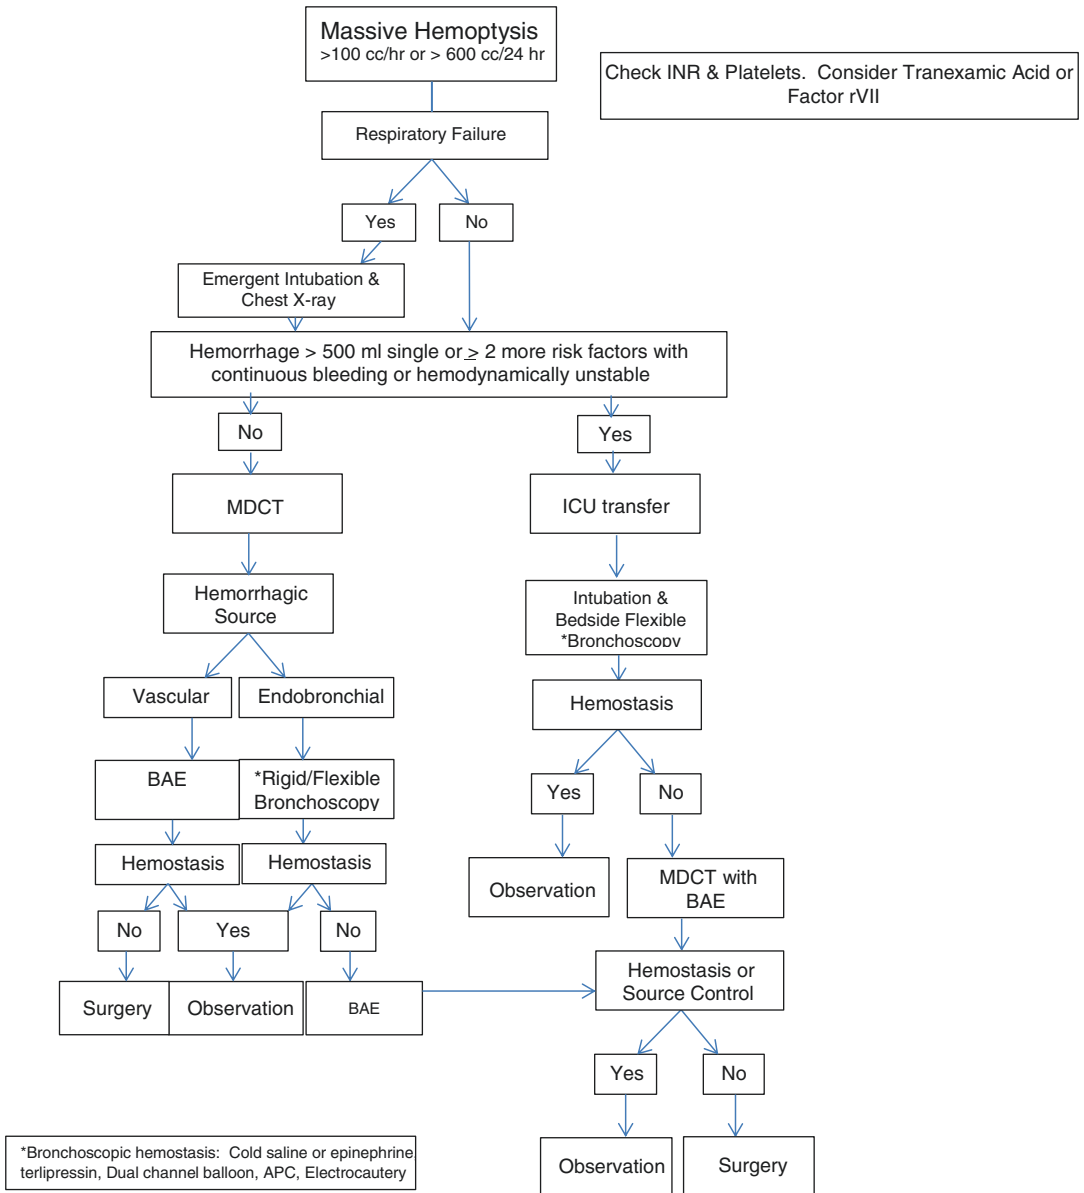 Massive Hemoptysis
>100 cc/hr or > 600 cc/24 hr
Check INR & Platelets. Consider Tranexamic Acid or
Factor rVII
Respiratory Failure
Yes
No
Emergent Intubation &
Chest X-ray
Hemorrhage > 500 ml single or ≥ 2 more risk factors with
continuous bleeding or hemodynamically unstable
No
Yes
MDCT
ICU transfer
Hemorrhagic
Source
Intubation &
Bedside Flexible
*Bronchoscopy
Vascular
Endobronchial
Hemostasis
BAE
*Rigid/Flexible
Bronchoscopy
Yes
No
Hemostasis
Hemostasis
Observation
MDCT with
BAE
No
Yes
No
Surgery
Observation
BAE
Hemostasis or
Source Control
Yes
No
Observation
Surgery
*Bronchoscopic hemostasis: Cold saline or epinephrine,
terlipressin, Dual channel balloon, APC, Electrocautery